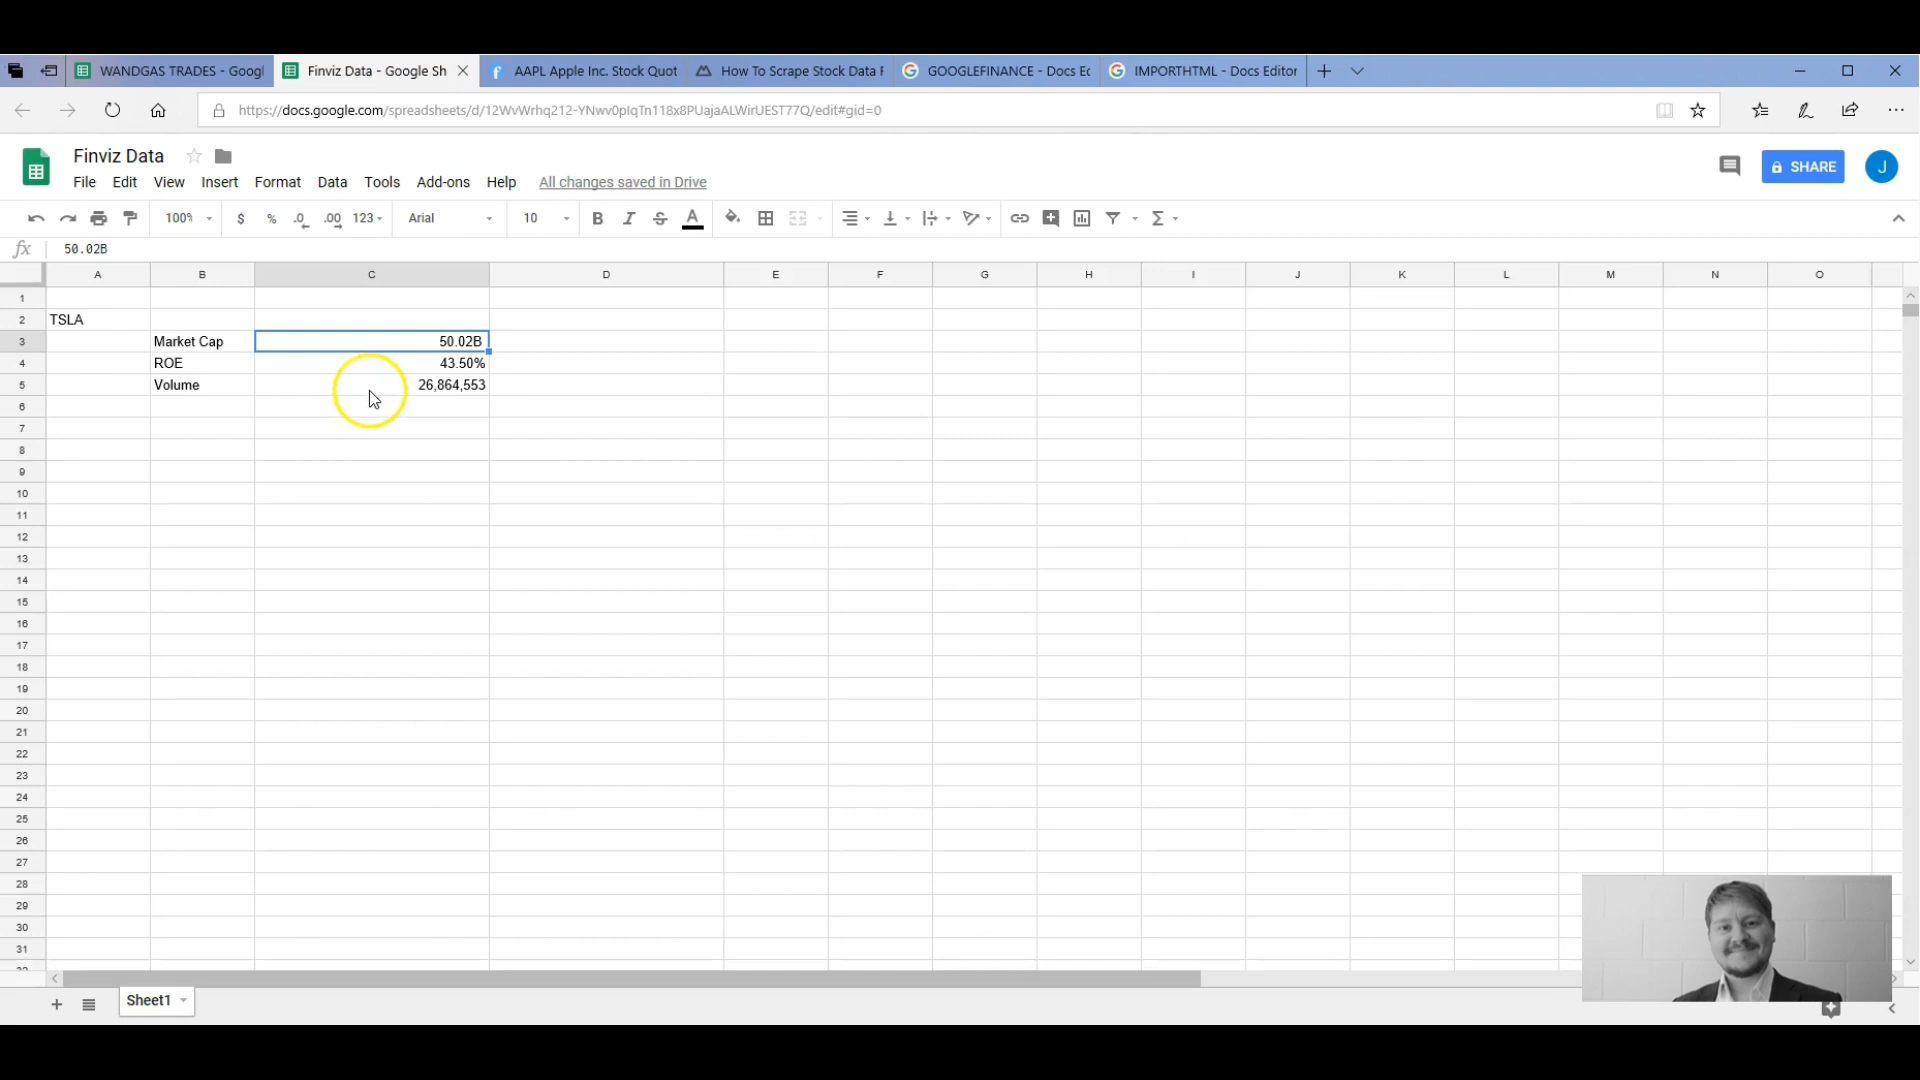 WANDGAS TRADES - Googl
Finviz Data - Google Sh
AAPL Apple Inc. Stock Quot
How To Scrape Stock Data F
GOOGLEFINANCE - Docs Ec
IMPORTHTML - Docs Editor
https://docs.google.com/spreadsheets/d/12WvWrhq212-YNwv0pIqTn118x8PUajaALWirUEST77Q/edit#gid=0
Finviz Data
File Edit View Insert Format Data Tools Add-ons Help All changes saved in Drive
SHARE
J
100% $ % .0 .00 123 Arial 10 B I S A Σ
fx 50.02B
A B C D E F G H I J K L M N O
1
2 TSLA
3 Market Cap 50.02B
4 ROE 43.50%
5 Volume 26,864,553
6
7
8
9
10
11
12
13
14
15
16
17
18
19
20
21
22
23
24
25
26
27
28
29
30
31
Sheet1